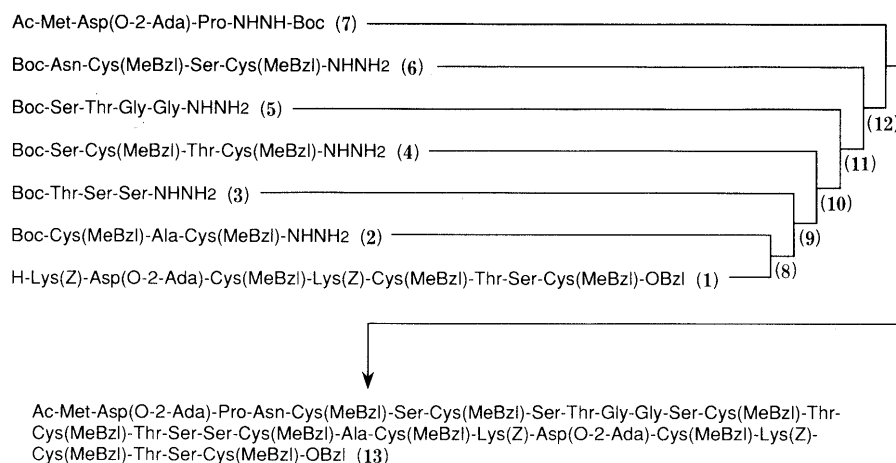 Ac-Met-Asp(O-2-Ada)-Pro-NHNH-Boc (7)
Boc-Asn-Cys(MeBzl)-Ser-Cys(MeBzl)-NHNH2 (6)
Boc-Ser-Thr-Gly-Gly-NHNH2 (5)
(12)
Boc-Ser-Cys(MeBzl)-Thr-Cys(MeBzl)-NHNH2 (4)
(11)
Boc-Thr-Ser-Ser-NHNH2 (3)
(10)
Boc-Cys(MeBzl)-Ala-Cys(MeBzl)-NHNH2 (2)
(9)
(8)
H-Lys(Z)-Asp(O-2-Ada)-Cys(MeBzl)-Lys(Z)-Cys(MeBzl)-Thr-Ser-Cys(MeBzl)-OBzl (1)
Ac-Met-Asp(O-2-Ada)-Pro-Asn-Cys(MeBzl)-Ser-Cys(MeBzl)-Ser-Thr-Gly-Gly-Ser-Cys(MeBzl)-Thr-
Cys(MeBzl)-Thr-Ser-Ser-Cys(MeBzl)-Ala-Cys(MeBzl)-Lys(Z)-Asp(O-2-Ada)-Cys(MeBzl)-Lys(Z)-
Cys(MeBzl)-Thr-Ser-Cys(MeBzl)-OBzl (13)